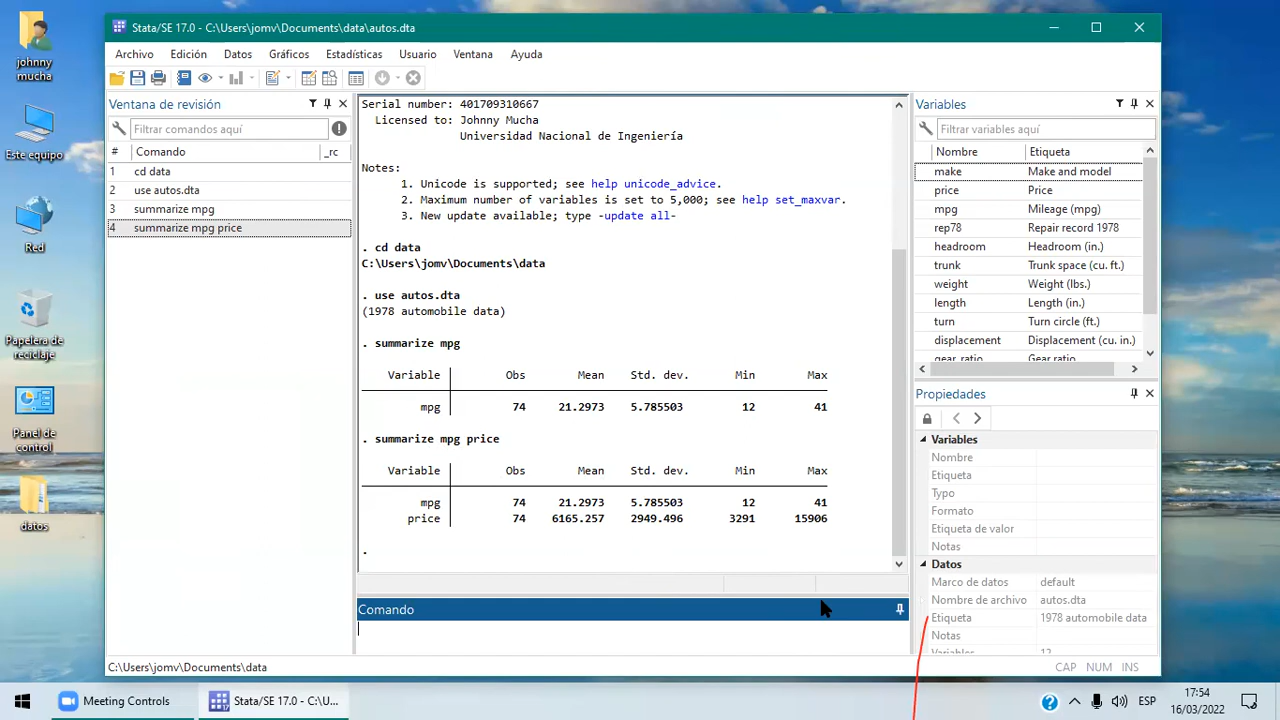 johnny
mucha
Este equipo
Red
Papelera de
reciclaje
Panel de
control
datos
Stata/SE 17.0 - C:\Users\jomv\Documents\data\autos.dta
Archivo Edición Datos Gráficos Estadísticas Usuario Ventana Ayuda
Ventana de revisión
Filtrar comandos aquí
# Comando _rc
1 cd data
2 use autos.dta
3 summarize mpg
4 summarize mpg price
Serial number: 401709310667
Licensed to: Johnny Mucha
Universidad Nacional de Ingeniería
Notes:
1. Unicode is supported; see help unicode_advice.
2. Maximum number of variables is set to 5,000; see help set_maxvar.
3. New update available; type -update all-
. cd data
C:\Users\jomv\Documents\data
. use autos.dta
(1978 automobile data)
. summarize mpg
Variable Obs Mean Std. dev. Min Max
mpg 74 21.2973 5.785503 12 41
. summarize mpg price
Variable Obs Mean Std. dev. Min Max
mpg 74 21.2973 5.785503 12 41
price 74 6165.257 2949.496 3291 15906
.
Comando
Variables
Filtrar variables aquí
Nombre Etiqueta
make Make and model
price Price
mpg Mileage (mpg)
rep78 Repair record 1978
headroom Headroom (in.)
trunk Trunk space (cu. ft.)
weight Weight (lbs.)
length Length (in.)
turn Turn circle (ft.)
displacement Displacement (cu. in.)
gear_ratio Gear ratio
Propiedades
Variables
Nombre
Etiqueta
Typo
Formato
Etiqueta de valor
Notas
Datos
Marco de datos default
Nombre de archivo autos.dta
Etiqueta 1978 automobile data
Notas
Variables 12
C:\Users\jomv\Documents\data
CAP NUM INS
Meeting Controls
Stata/SE 17.0 - C:\U...
ESP
17:54
16/03/2022